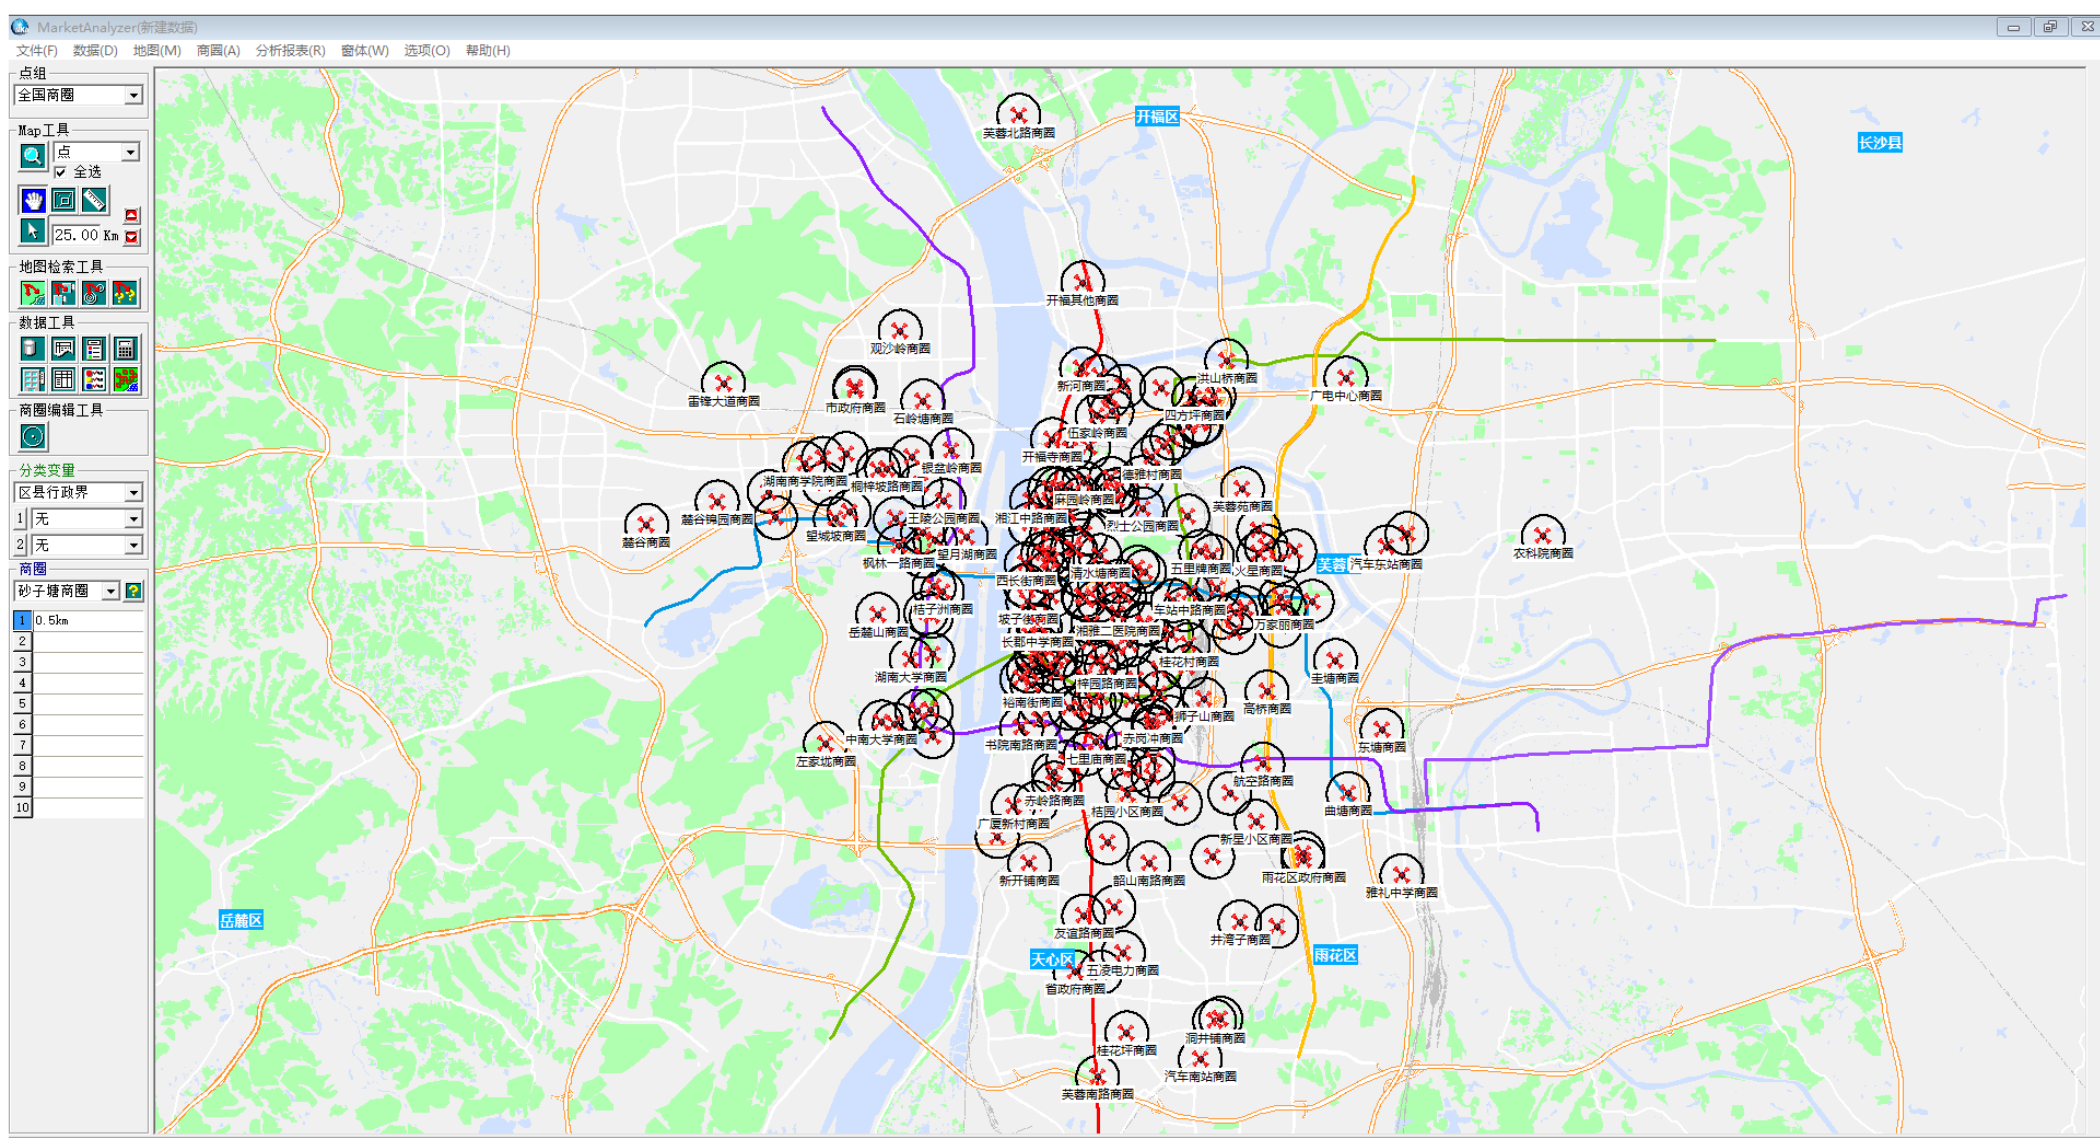 MarketAnalyzer(新建数据)
文件(F) 数据(D) 地图(M) 商圈(A) 分析报表(R) 窗体(W) 选项(O) 帮助(H)
点组
全国商圈
Map工具
点
全选
25.00 Km
地图检索工具
数据工具
商圈编辑工具
分类变量
区县行政界
1 无
2 无
商圈
砂子塘商圈
1 0.5km
2
3
4
5
6
7
8
9
10
芙蓉北路商圈
开福区
长沙县
开福其他商圈
观沙岭商圈
雷锋大道商圈
市政府商圈
石岭塘商圈
新河商圈
洪山桥商圈
广电中心商圈
四方坪商圈
伍家岭商圈
开福寺商圈
德雅村商圈
银盆岭商圈
湖南商学院商圈
桐梓坡路商圈
麻园岭商圈
芙蓉苑商圈
麓谷锦园商圈
王陵公园商圈
湘江中路商圈
烈士公园商圈
麓谷商圈
望城坡商圈
望月湖商圈
枫林一路商圈
西长街商圈
清水塘商圈
五里牌商圈
火星商圈
芙蓉
汽车东站商圈
农科院商圈
桔子洲商圈
岳麓山商圈
坡子街商圈
车站中路商圈
万家丽商圈
湘雅二医院商圈
长郡中学商圈
桂花村商圈
湖南大学商圈
梓园路商圈
圭塘商圈
裕南街商圈
狮子山商圈
高桥商圈
中南大学商圈
书院南路商圈
赤岗冲商圈
东塘商圈
左家垅商圈
七里庙商圈
航空路商圈
赤岭路商圈
桔园小区商圈
曲塘商圈
广厦新村商圈
新星小区商圈
新开铺商圈
韶山南路商圈
雨花区政府商圈
雅礼中学商圈
岳麓区
友谊路商圈
井湾子商圈
天心区
五凌电力商圈
雨花区
省政府商圈
洞井铺商圈
桂花坪商圈
汽车南站商圈
芙蓉南路商圈